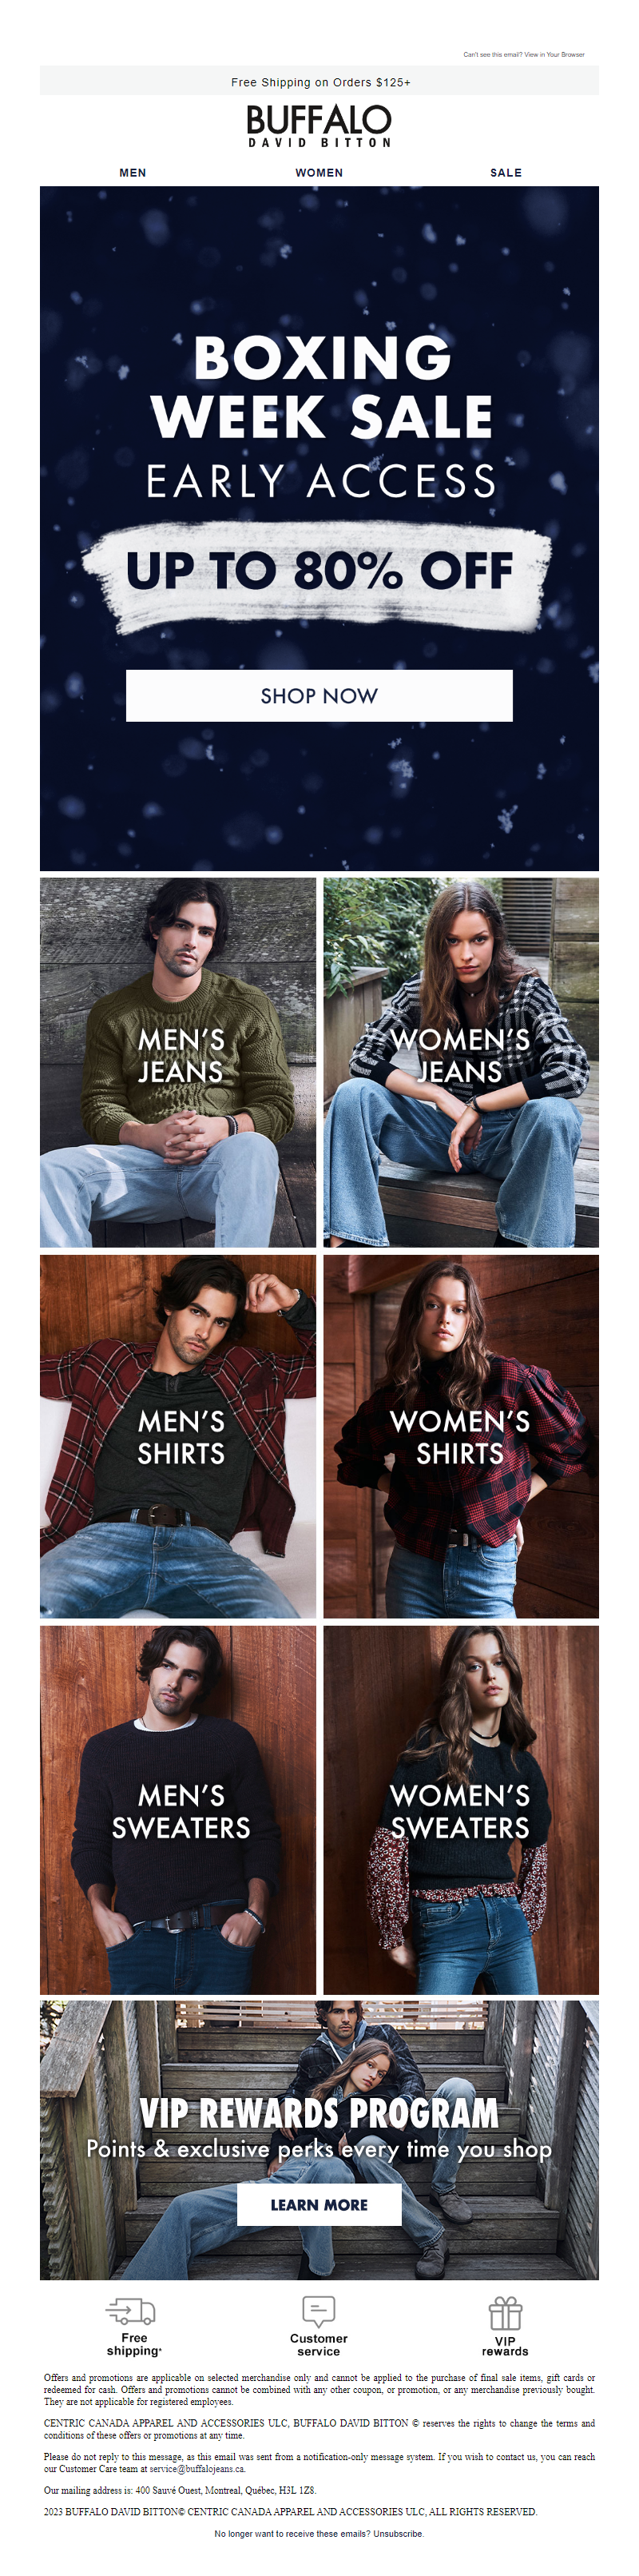 Can't see this email? View in Your Browser
Free Shipping on Orders $125+
BUFFALO
DAVID BITTON
MEN WOMEN SALE
BOXING
WEEK SALE
EARLY ACCESS
UP TO 80% OFF
SHOP NOW
MEN'S
JEANS
WOMEN'S
JEANS
MEN'S
SHIRTS
WOMEN'S
SHIRTS
MEN'S
SWEATERS
WOMEN'S
SWEATERS
VIP REWARDS PROGRAM
Points & exclusive perks every time you shop
LEARN MORE
Free
shipping*
Customer
service
VIP
rewards
Offers and promotions are applicable on selected merchandise only and cannot be applied to the purchase of final sale items, gift cards or
redeemed for cash. Offers and promotions cannot be combined with any other coupon, or promotion, or any merchandise previously bought.
They are not applicable for registered employees.
CENTRIC CANADA APPAREL AND ACCESSORIES ULC, BUFFALO DAVID BITTON © reserves the rights to change the terms and
conditions of these offers or promotions at any time.
Please do not reply to this message, as this email was sent from a notification-only message system. If you wish to contact us, you can reach
our Customer Care team at service@buffalojeans.ca.
Our mailing address is: 400 Sauvé Ouest, Montreal, Québec, H3L 1Z8.
2023 BUFFALO DAVID BITTON© CENTRIC CANADA APPAREL AND ACCESSORIES ULC, ALL RIGHTS RESERVED.
No longer want to receive these emails? Unsubscribe.